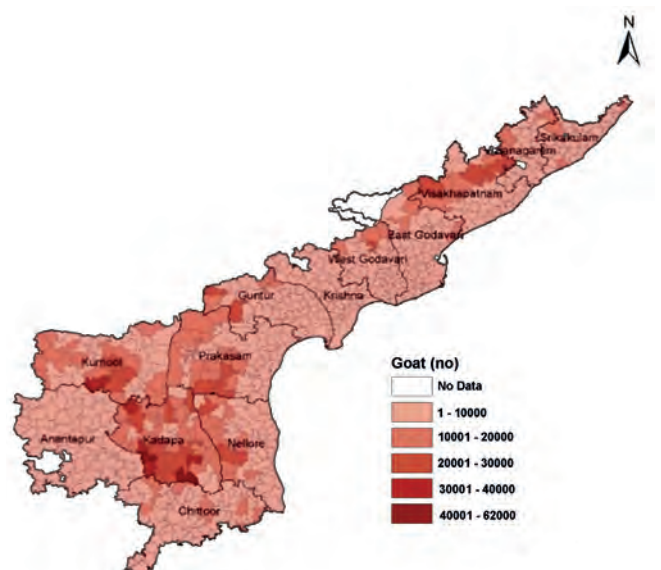 N
Srikakulam
Vizianagaram
Visakhapatnam
East Godavari
West Godavari
Krishna
Guntur
Prakasam
Kurnool
Anantapur
Kadapa
Nellore
Chittoor
Goat (no)
No Data
1 - 10000
10001 - 20000
20001 - 30000
30001 - 40000
40001 - 62000